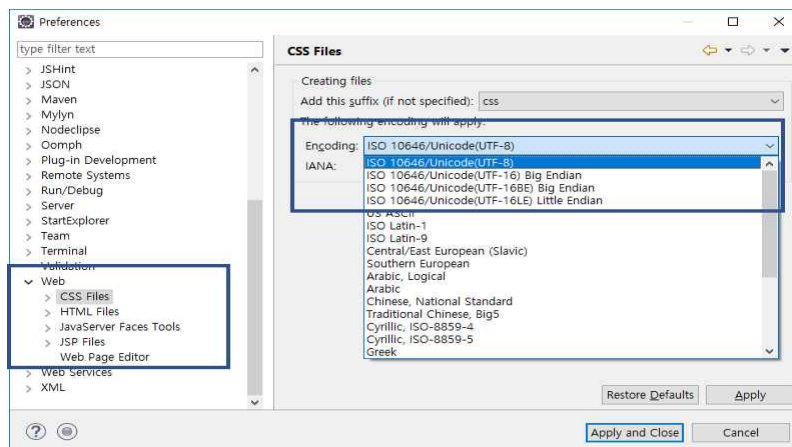 Preferences
type filter text
JSHint
JSON
Maven
Mylyn
Nodeclipse
Oomph
Plug-in Development
Remote Systems
Run/Debug
Server
StartExplorer
Team
Terminal
Validation
Web
CSS Files
HTML Files
JavaServer Faces Tools
JSP Files
Web Page Editor
Web Services
XML
CSS Files
Creating files
Add this suffix (if not specified): css
The following encoding will apply:
Encoding: ISO 10646/Unicode(UTF-8)
IANA:
ISO 10646/Unicode(UTF-8)
ISO 10646/Unicode(UTF-16) Big Endian
ISO 10646/Unicode(UTF-16BE) Big Endian
ISO 10646/Unicode(UTF-16LE) Little Endian
US ASCII
ISO Latin-1
ISO Latin-9
Central/East European (Slavic)
Southern European
Arabic, Logical
Arabic
Chinese, National Standard
Traditional Chinese, Big5
Cyrillic, ISO-8859-4
Cyrillic, ISO-8859-5
Greek
Restore Defaults
Apply
Apply and Close
Cancel